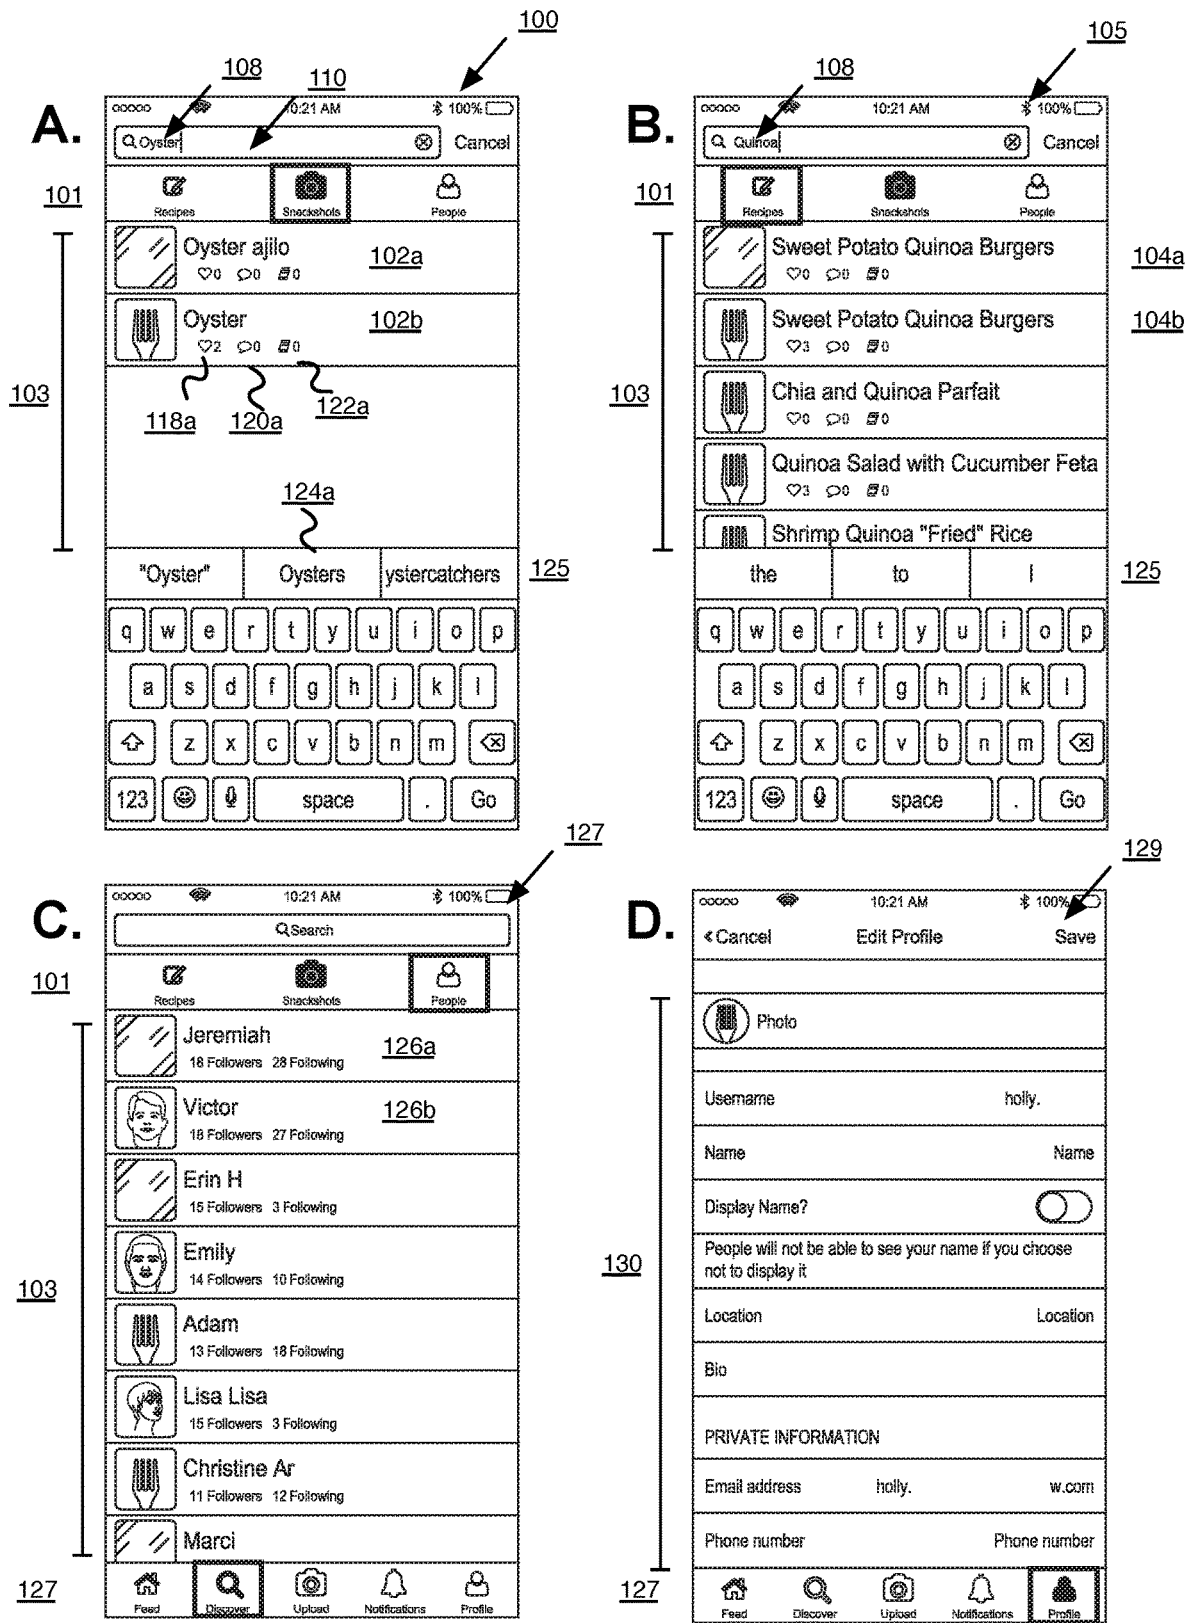 100
108
110
A.
10:21 AM 100%
Oyster Cancel
101
Recipes Snackshots People
Oyster ajilo 102a
0 0 0
Oyster 102b
2 0 0
103
118a 120a 122a
124a
"Oyster" Oysters ystercatchers 125
q w e r t y u i o p
a s d f g h j k l
z x c v b n m
123 space . Go
105
108
B.
10:21 AM 100%
Quinoa Cancel
101
Recipes Snackshots People
Sweet Potato Quinoa Burgers 104a
0 0 0
Sweet Potato Quinoa Burgers 104b
3 0 0
103
Chia and Quinoa Parfait
0 0 0
Quinoa Salad with Cucumber Feta
3 0 0
Shrimp Quinoa "Fried" Rice
the to I 125
q w e r t y u i o p
a s d f g h j k l
z x c v b n m
123 space . Go
127
C.
10:21 AM 100%
Search
101
Recipes Snackshots People
Jeremiah 126a
18 Followers 28 Following
Victor 126b
18 Followers 27 Following
Erin H
15 Followers 3 Following
Emily
14 Followers 10 Following
103
Adam
13 Followers 18 Following
Lisa Lisa
15 Followers 3 Following
Christine Ar
11 Followers 12 Following
Marci
127
Feed Discover Upload Notifications Profile
129
D.
10:21 AM 100%
Cancel Edit Profile Save
Photo
Username holly.
Name Name
Display Name?
130
People will not be able to see your name if you choose
not to display it
Location Location
Bio
PRIVATE INFORMATION
Email address holly. w.com
Phone number Phone number
127
Feed Discover Upload Notifications Profile